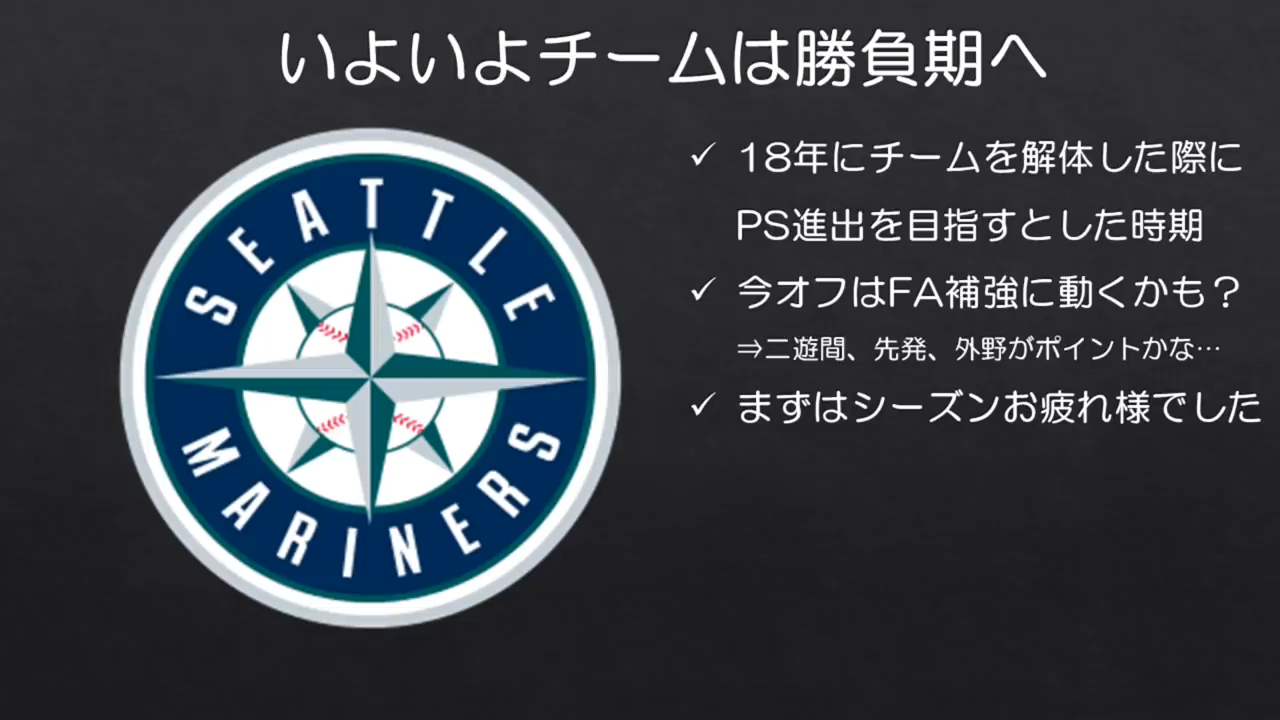 いよいよチームは勝負期へ
SEATTLE
MARINERS
✓ 18年にチームを解体した際に
PS進出を目指すとした時期
✓ 今オフはFA補強に動くかも？
⇒二遊間、先発、外野がポイントかな…
✓ まずはシーズンお疲れ様でした